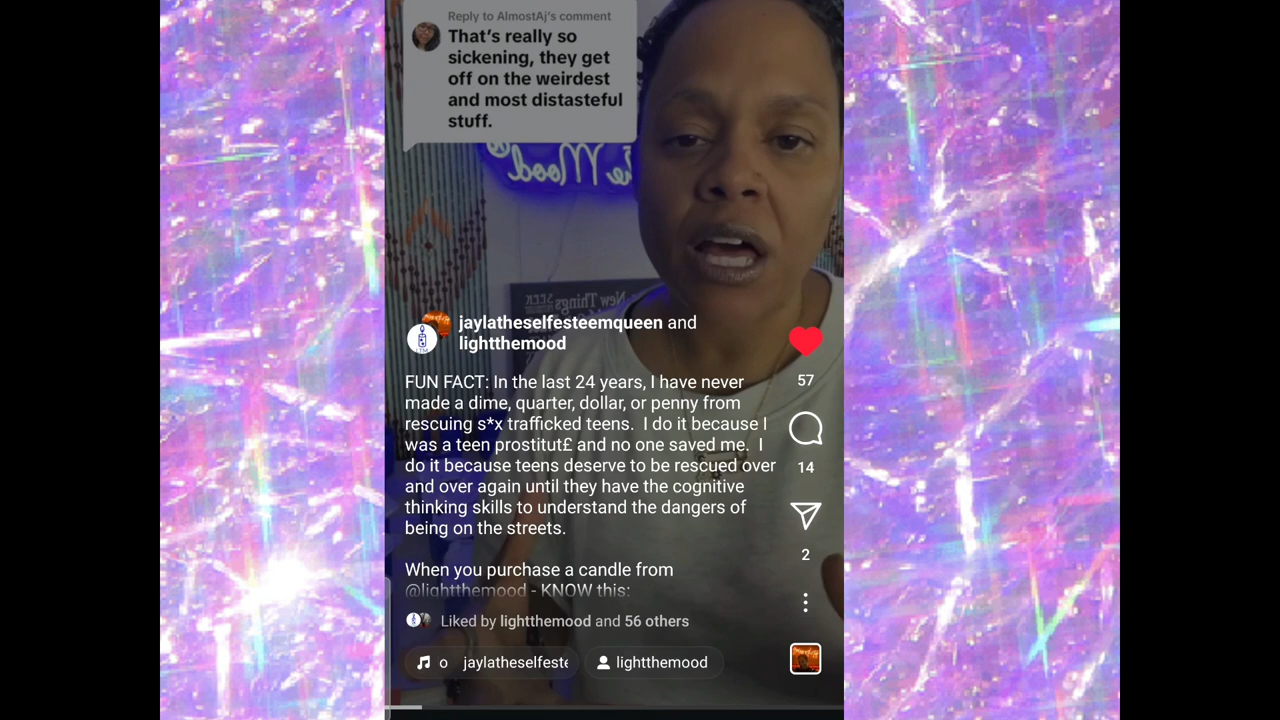 Reply to AlmostAj's comment
That's really so
sickening, they get
off on the weirdest
and most distasteful
stuff.
Mood
New Things
SEEK
jaylatheselfesteemqueen and
lightthemood
FUN FACT: In the last 24 years, I have never
made a dime, quarter, dollar, or penny from
rescuing s*x trafficked teens.  I do it because I
was a teen prostitut£ and no one saved me.  I
do it because teens deserve to be rescued over
and over again until they have the cognitive
thinking skills to understand the dangers of
being on the streets.
When you purchase a candle from
@lightthemood - KNOW this:
Liked by lightthemood and 56 others
o jaylatheselfeste
lightthemood
57
14
2